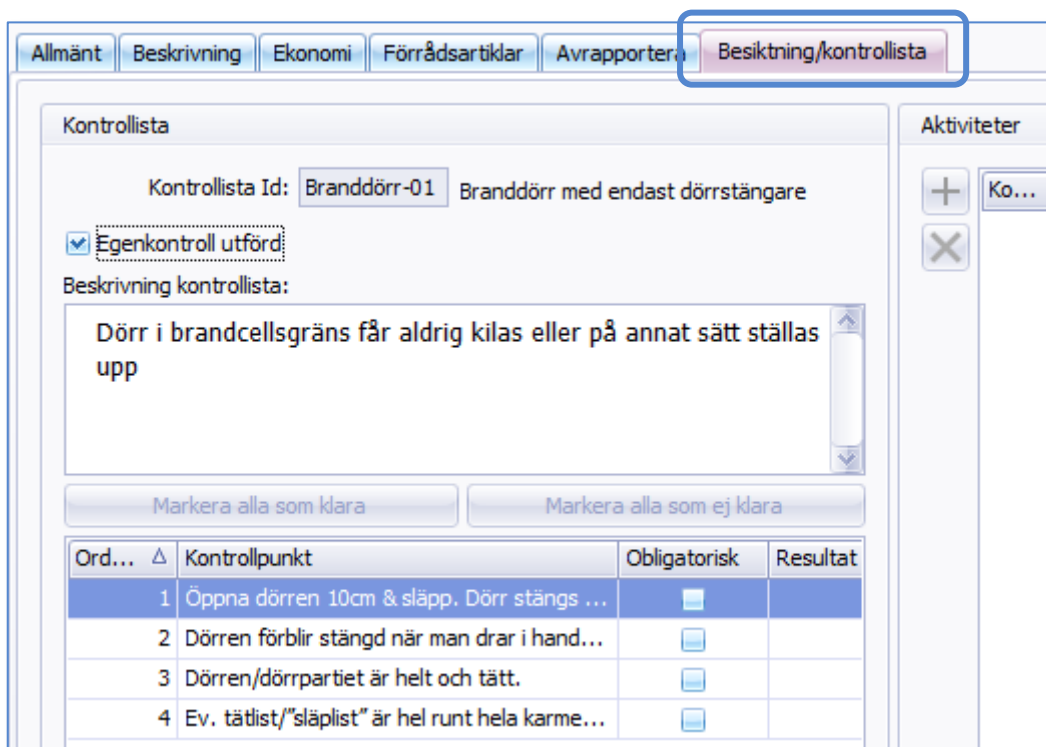 Allmänt Beskrivning Ekonomi Förrådsartiklar Avrapportera Besiktning/kontrollista
Kontrollista
Kontrollista Id: Branddörr-01 Branddörr med endast dörrstängare
Egenkontroll utförd
Beskrivning kontrollista:
Dörr i brandcellsgräns får aldrig kilas eller på annat sätt ställas
upp
Markera alla som klara Markera alla som ej klara
Ord... Kontrollpunkt Obligatorisk Resultat
1 Öppna dörren 10cm & släpp. Dörr stängs ...
2 Dörren förblir stängd när man drar i hand...
3 Dörren/dörrpartiet är helt och tätt.
4 Ev. tätlist/"släplist" är hel runt hela karme...
Aktiviteter
Ko...